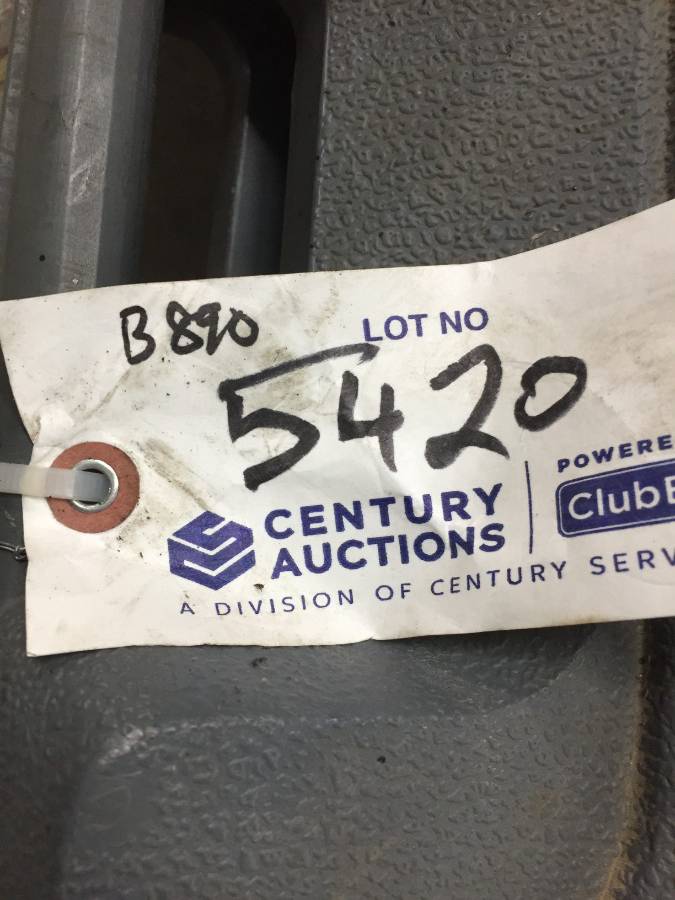 B890
LOT NO
5420
CENTURY
AUCTIONS
POWERE
ClubB
A DIVISION OF CENTURY SERV